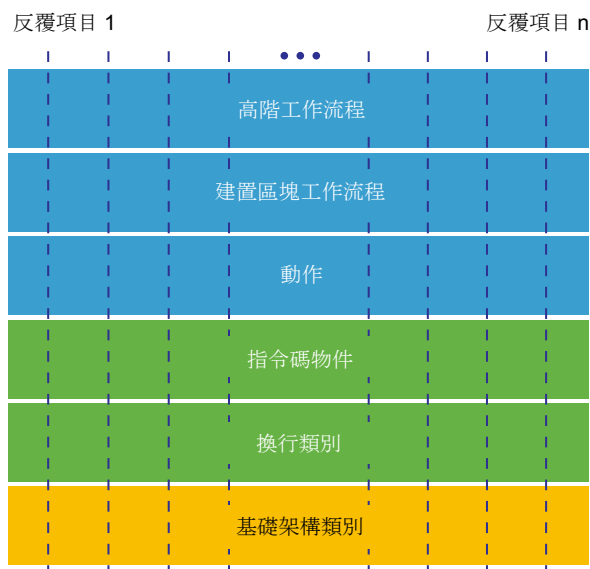 反覆項目 1 反覆項目 n
高階工作流程
建置區塊工作流程
動作
指令碼物件
換行類別
基礎架構類別